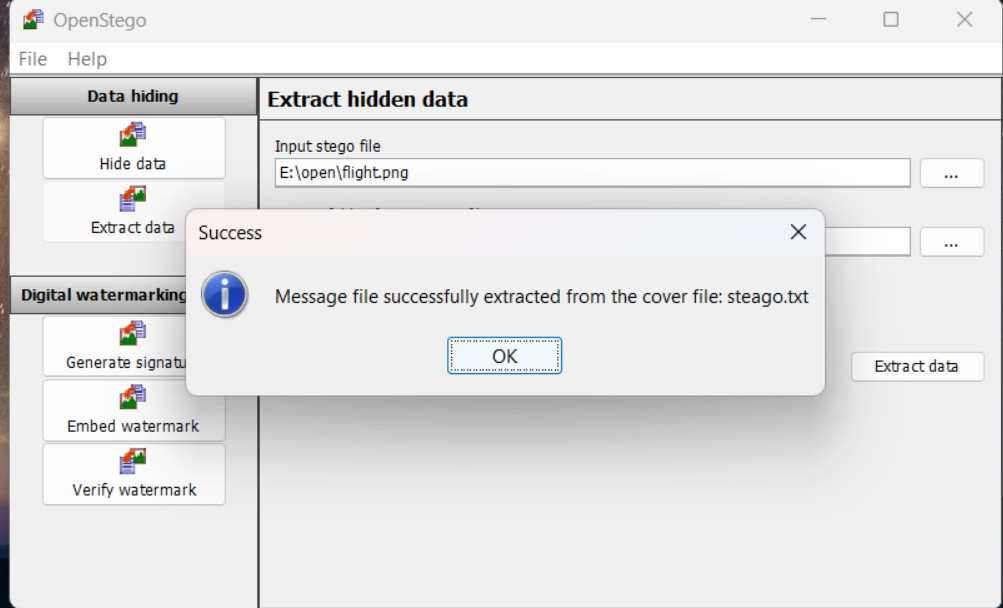 OpenStego
File Help
Data hiding
Hide data
Extract data
Digital watermarking
Generate signatu
Embed watermark
Verify watermark
Extract hidden data
Input stego file
E:\open\flight.png
...
...
Extract data
Success
Message file successfully extracted from the cover file: steago.txt
OK